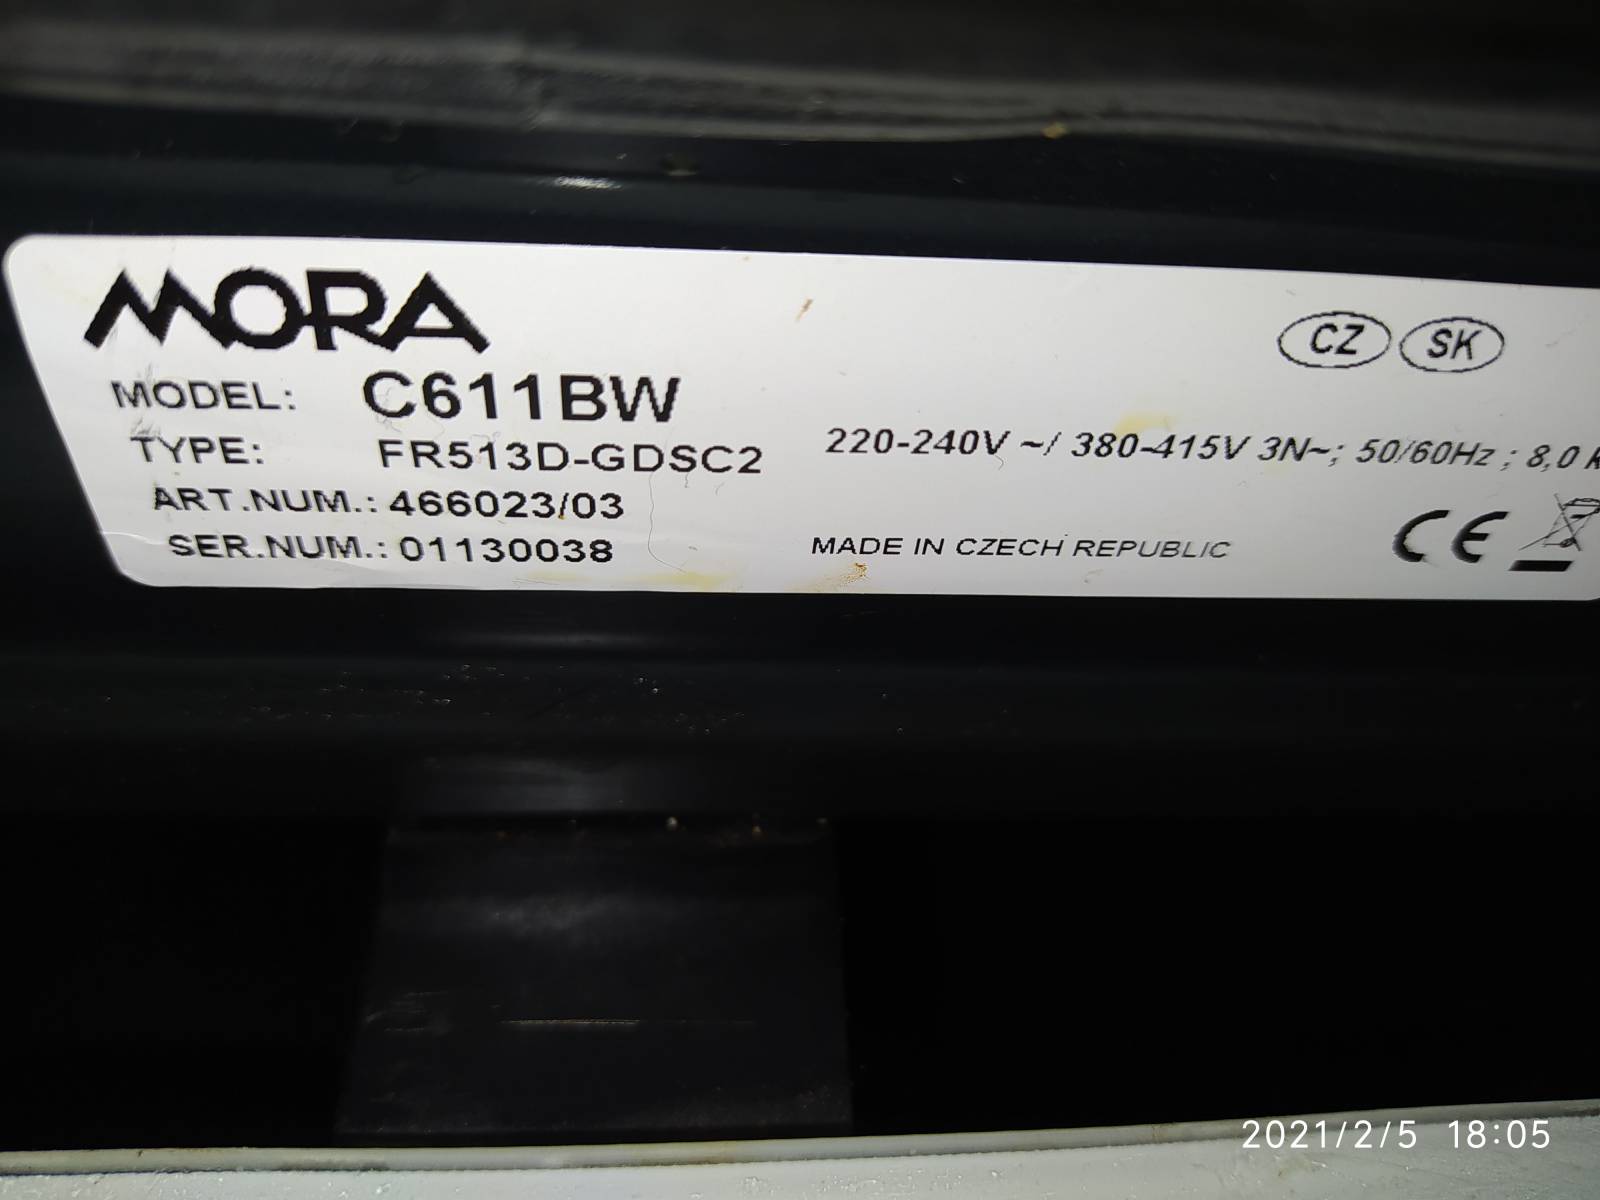 MORA
CZ SK
MODEL: C611BW
TYPE: FR513D-GDSC2
220-240V ~/ 380-415V 3N~; 50/60Hz ; 8,0 k
ART.NUM.: 466023/03
SER.NUM.: 01130038
MADE IN CZECH REPUBLIC
CE
2021/2/5 18:05